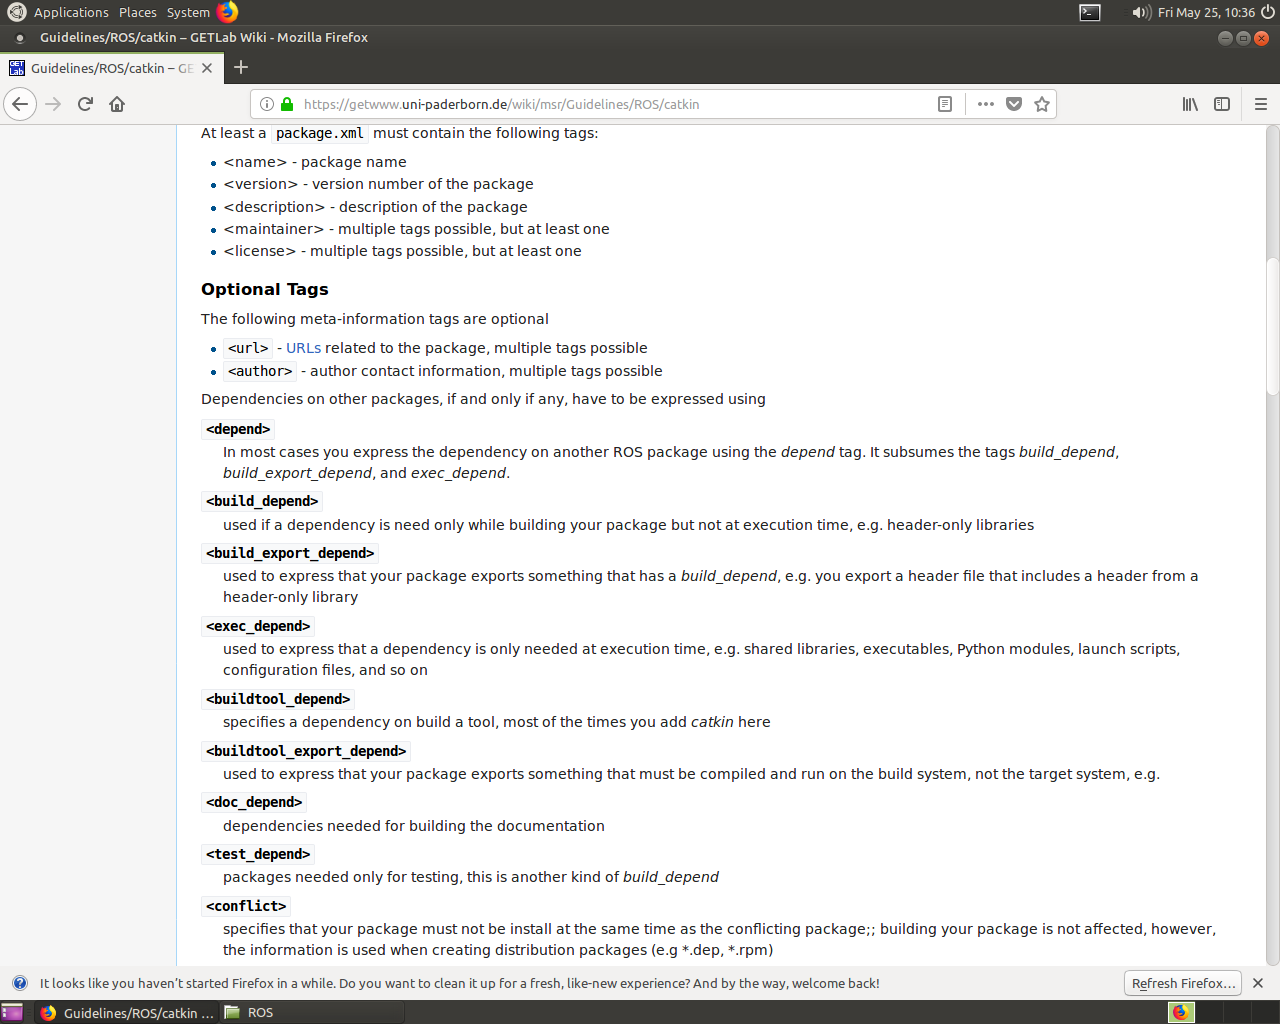 Applications Places System Fri May 25, 10:36
Guidelines/ROS/catkin – GETLab Wiki - Mozilla Firefox
GET Lab Guidelines/ROS/catkin – GE
https://getwww.uni-paderborn.de/wiki/msr/Guidelines/ROS/catkin
At least a package.xml must contain the following tags:
<name> - package name
<version> - version number of the package
<description> - description of the package
<maintainer> - multiple tags possible, but at least one
<license> - multiple tags possible, but at least one
Optional Tags
The following meta-information tags are optional
<url> - URLs related to the package, multiple tags possible
<author> - author contact information, multiple tags possible
Dependencies on other packages, if and only if any, have to be expressed using
<depend>
In most cases you express the dependency on another ROS package using the depend tag. It subsumes the tags build_depend,
build_export_depend, and exec_depend.
<build_depend>
used if a dependency is need only while building your package but not at execution time, e.g. header-only libraries
<build_export_depend>
used to express that your package exports something that has a build_depend, e.g. you export a header file that includes a header from a
header-only library
<exec_depend>
used to express that a dependency is only needed at execution time, e.g. shared libraries, executables, Python modules, launch scripts,
configuration files, and so on
<buildtool_depend>
specifies a dependency on build a tool, most of the times you add catkin here
<buildtool_export_depend>
used to express that your package exports something that must be compiled and run on the build system, not the target system, e.g.
<doc_depend>
dependencies needed for building the documentation
<test_depend>
packages needed only for testing, this is another kind of build_depend
<conflict>
specifies that your package must not be install at the same time as the conflicting package;; building your package is not affected, however,
the information is used when creating distribution packages (e.g *.dep, *.rpm)
It looks like you haven't started Firefox in a while. Do you want to clean it up for a fresh, like-new experience? And by the way, welcome back! Refresh Firefox...
Guidelines/ROS/catkin ... ROS